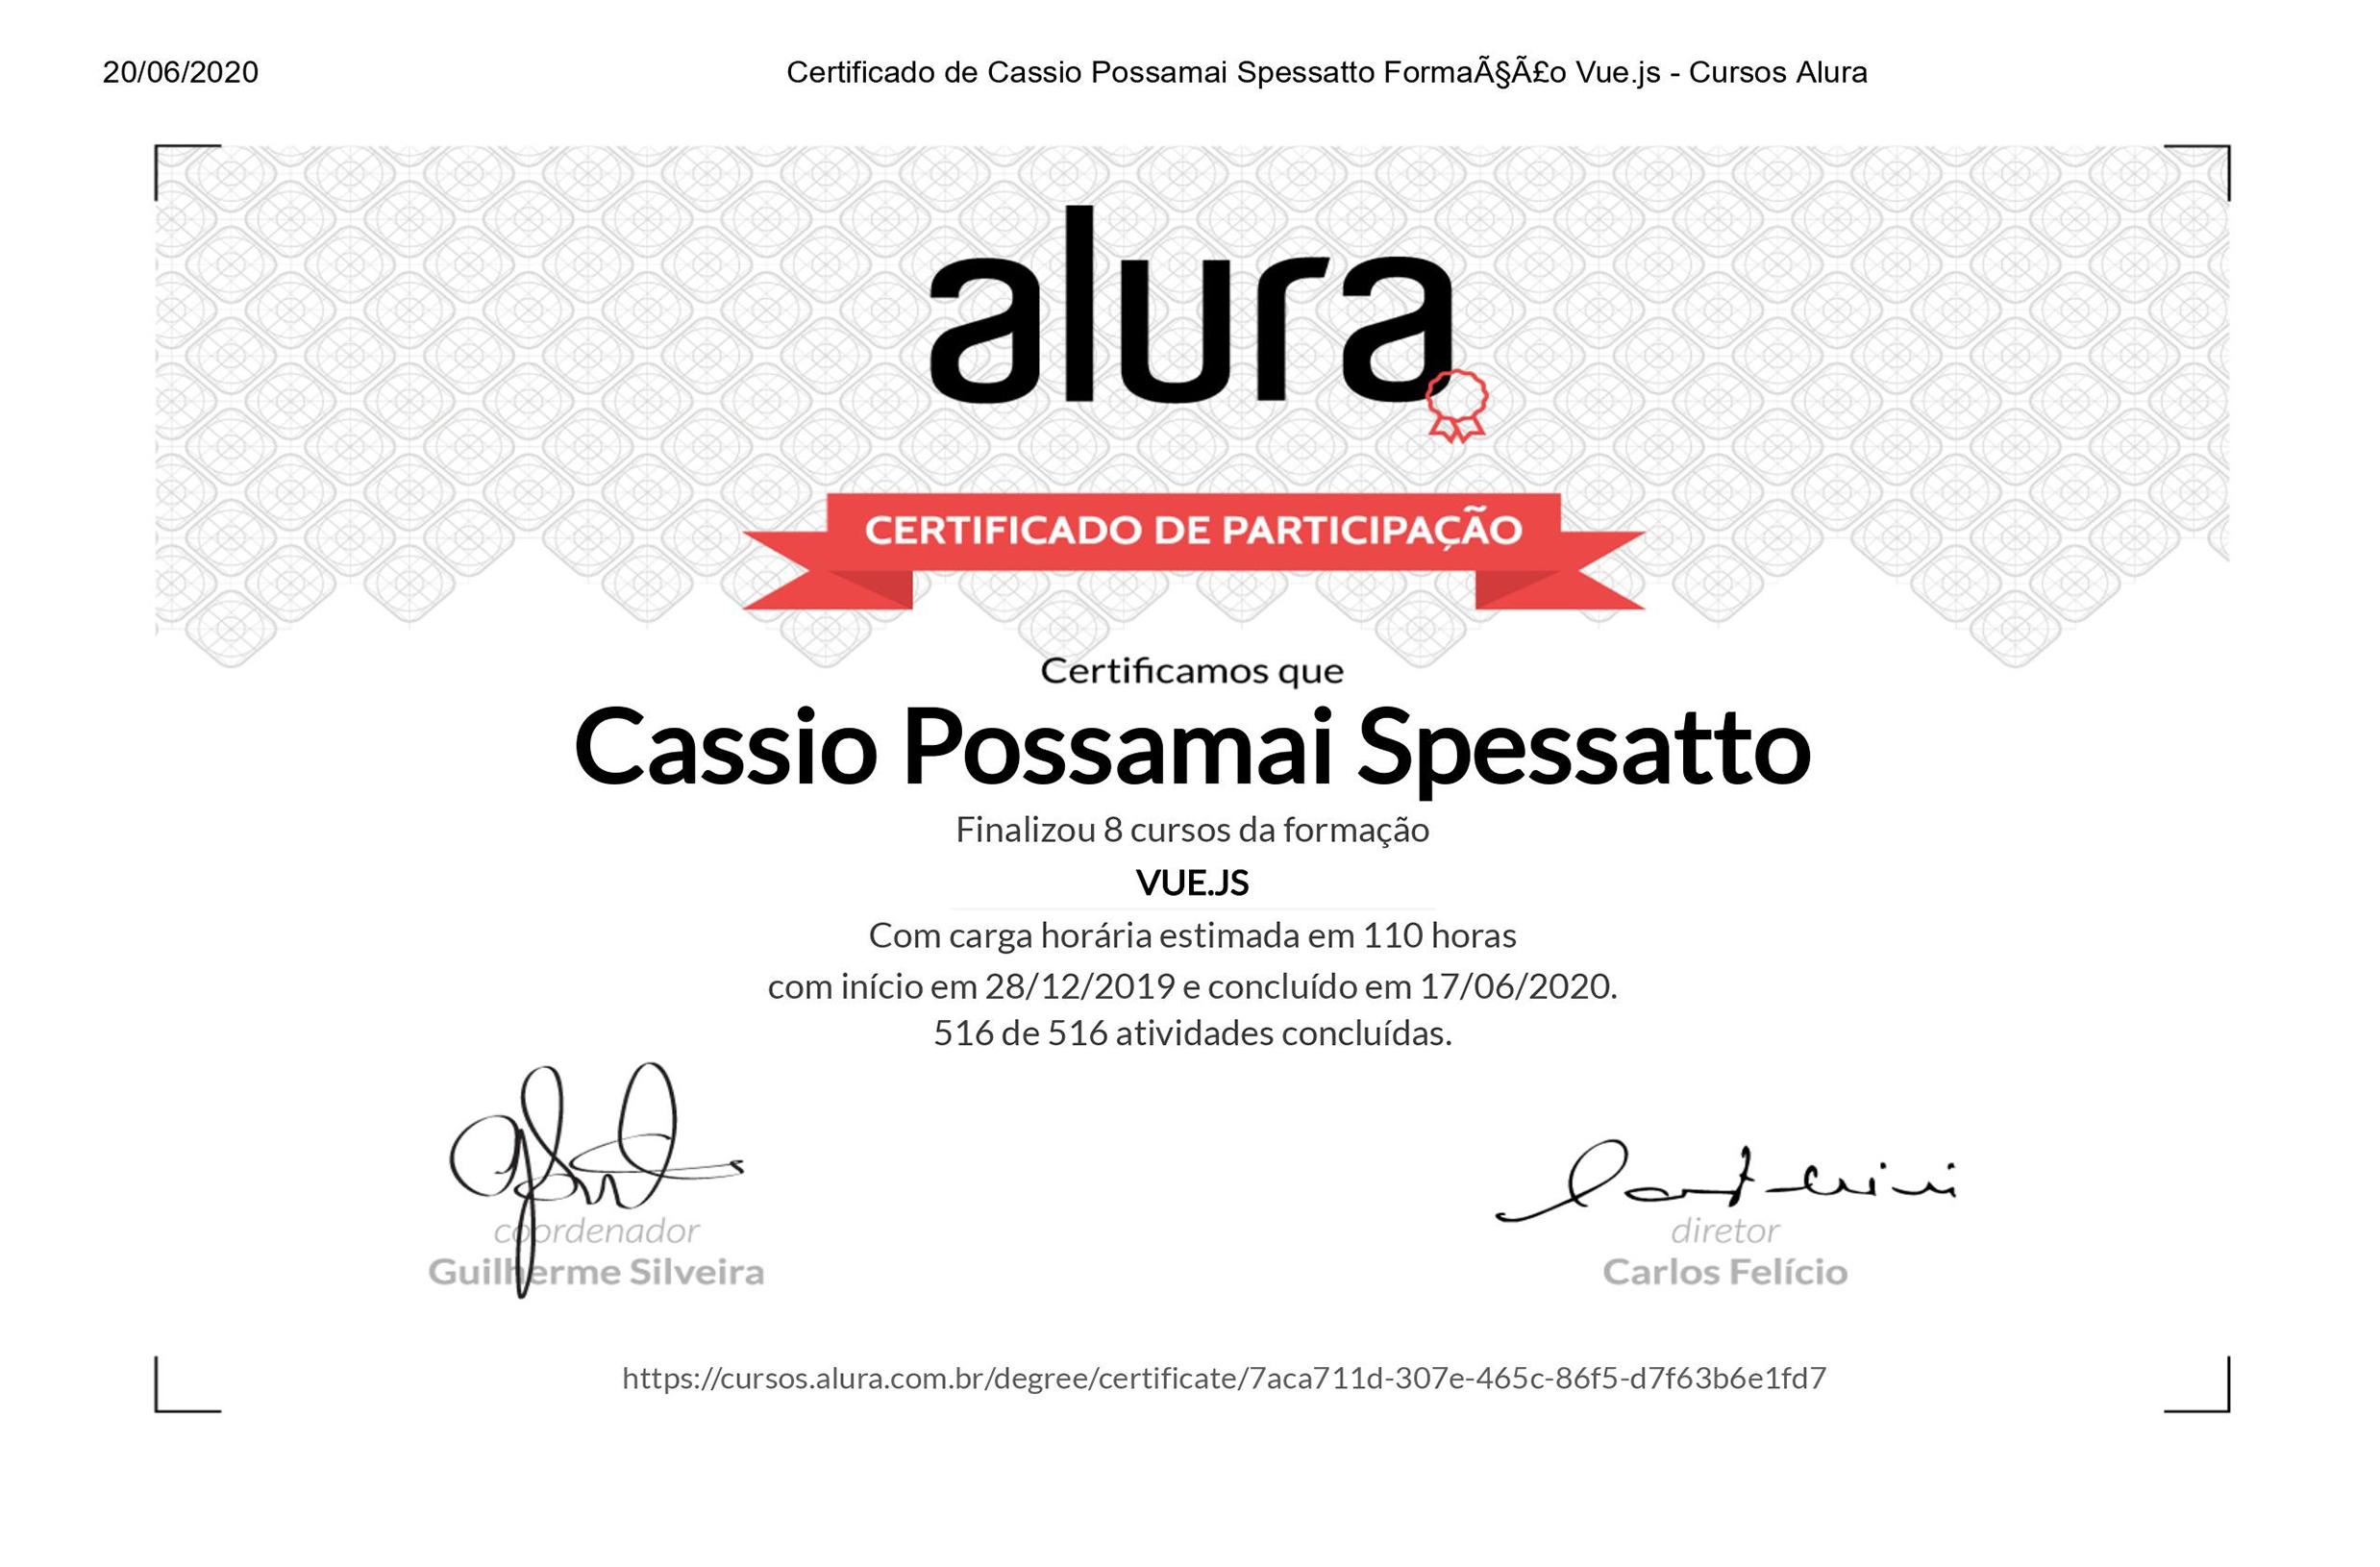 20/06/2020
Certificado de Cassio Possamai Spessatto FormaÃ§Ã£o Vue.js - Cursos Alura
alura
CERTIFICADO DE PARTICIPAÇÃO
Certificamos que
Cassio Possamai Spessatto
Finalizou 8 cursos da formação
VUE.JS
Com carga horária estimada em 110 horas
com início em 28/12/2019 e concluído em 17/06/2020.
516 de 516 atividades concluídas.
coordenador
Guilherme Silveira
diretor
Carlos Felício
https://cursos.alura.com.br/degree/certificate/7aca711d-307e-465c-86f5-d7f63b6e1fd7